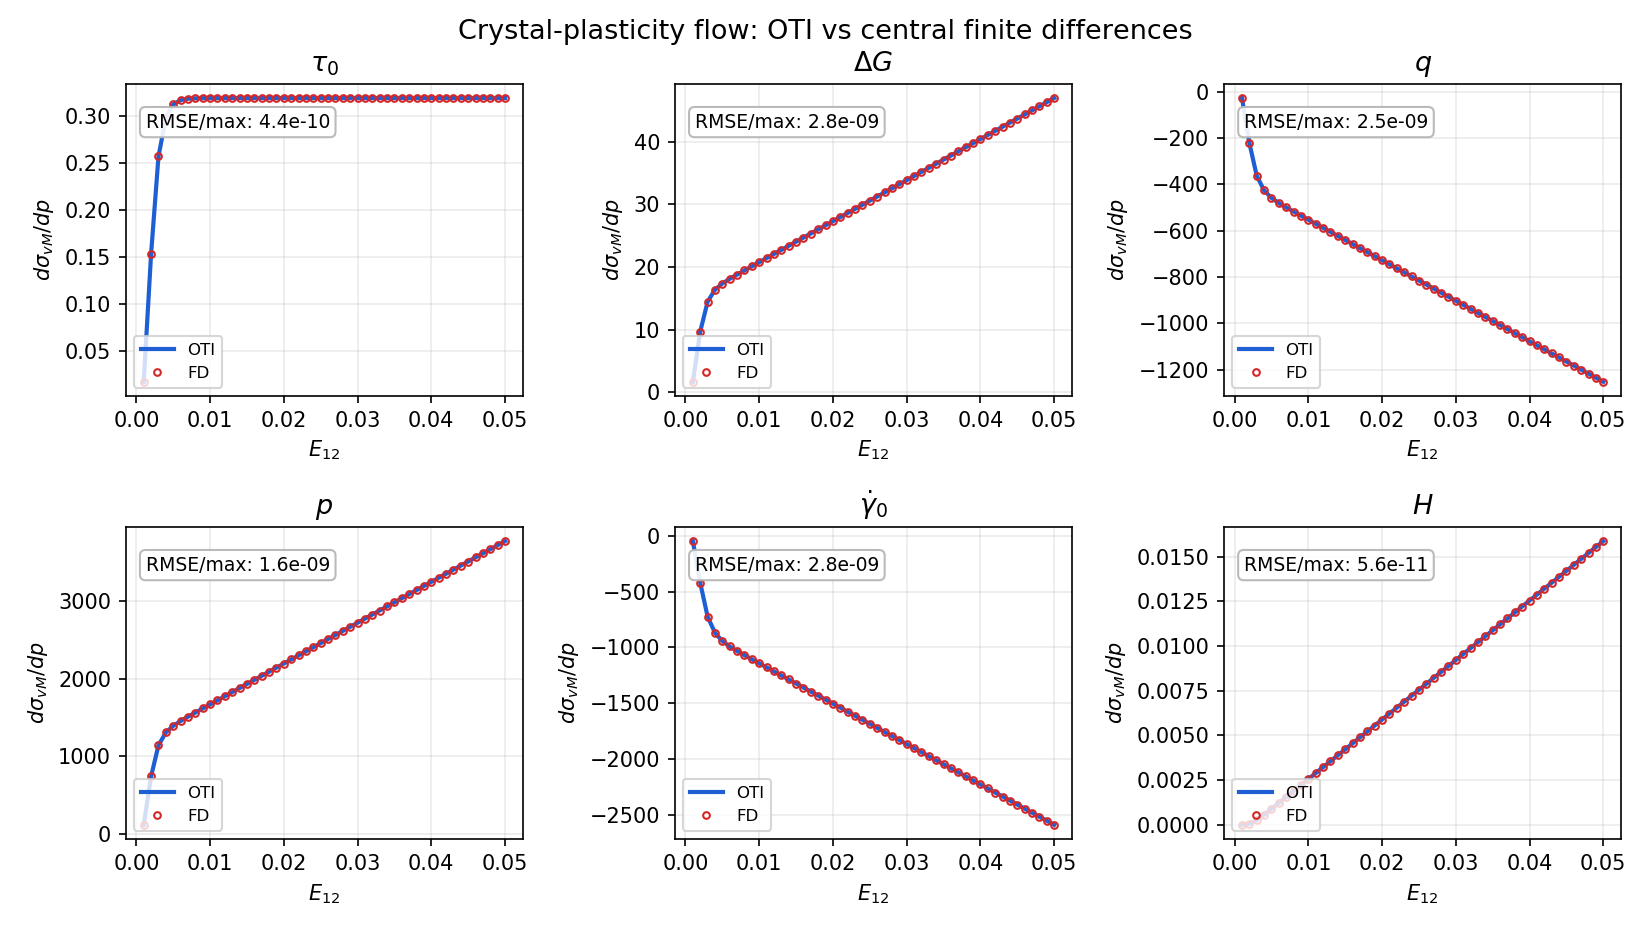 Crystal-plasticity flow: OTI vs central finite differences
τ0
RMSE/max: 4.4e-10
dσvM/dp
0.30
0.25
0.20
0.15
0.10
0.05
OTI
FD
0.00 0.01 0.02 0.03 0.04 0.05
E12
ΔG
RMSE/max: 2.8e-09
dσvM/dp
40
30
20
10
0
OTI
FD
0.00 0.01 0.02 0.03 0.04 0.05
E12
q
RMSE/max: 2.5e-09
dσvM/dp
0
−200
−400
−600
−800
−1000
−1200
OTI
FD
0.00 0.01 0.02 0.03 0.04 0.05
E12
p
RMSE/max: 1.6e-09
dσvM/dp
3000
2000
1000
0
OTI
FD
0.00 0.01 0.02 0.03 0.04 0.05
E12
γ̇0
RMSE/max: 2.8e-09
dσvM/dp
0
−500
−1000
−1500
−2000
−2500
OTI
FD
0.00 0.01 0.02 0.03 0.04 0.05
E12
H
RMSE/max: 5.6e-11
dσvM/dp
0.0150
0.0125
0.0100
0.0075
0.0050
0.0025
0.0000
OTI
FD
0.00 0.01 0.02 0.03 0.04 0.05
E12